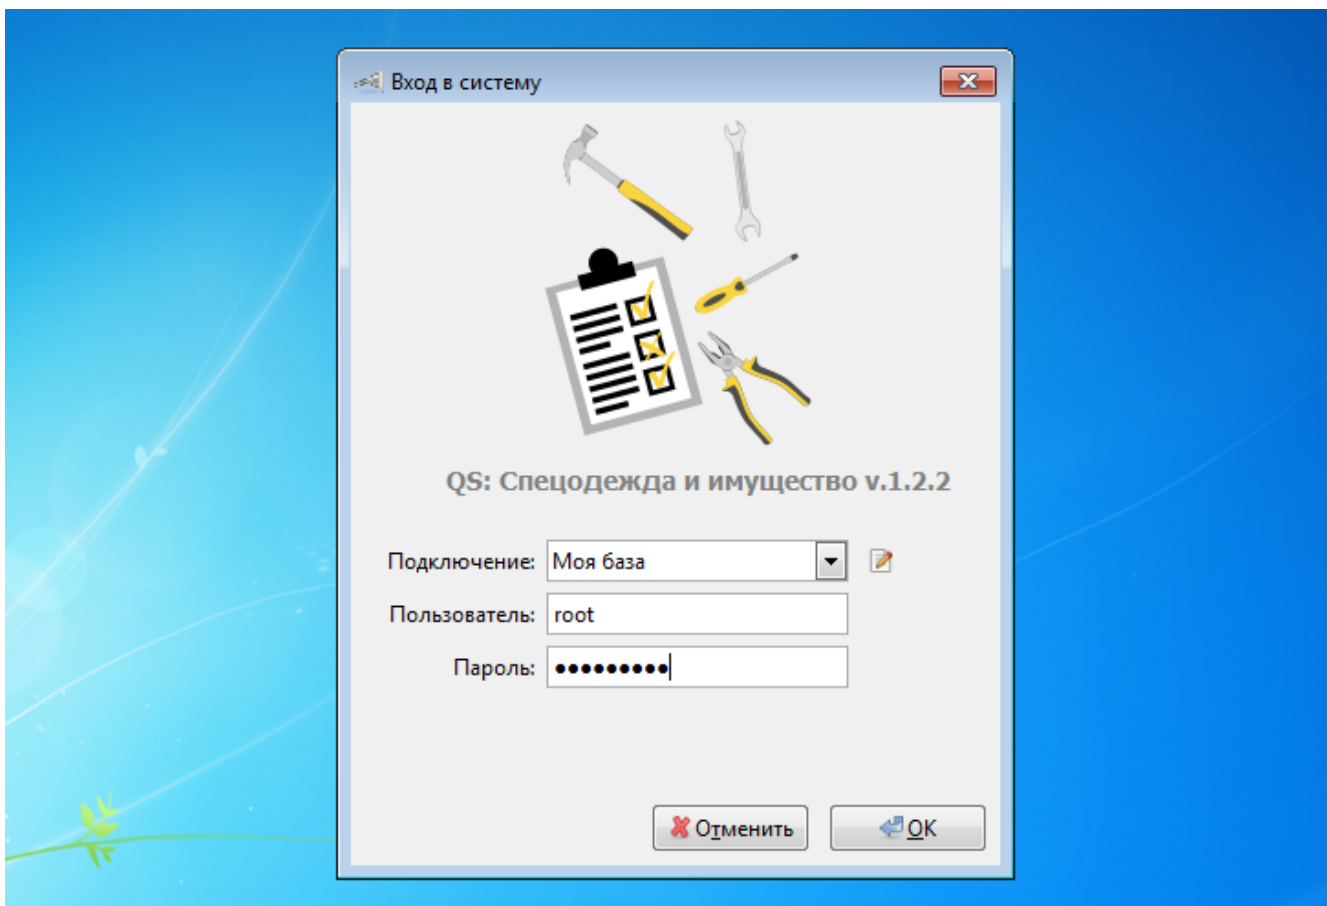 Вход в систему
QS: Спецодежда и имущество v.1.2.2
Подключение: Моя база
Пользователь: root
Пароль: ●●●●●●●●●
Отменить OK